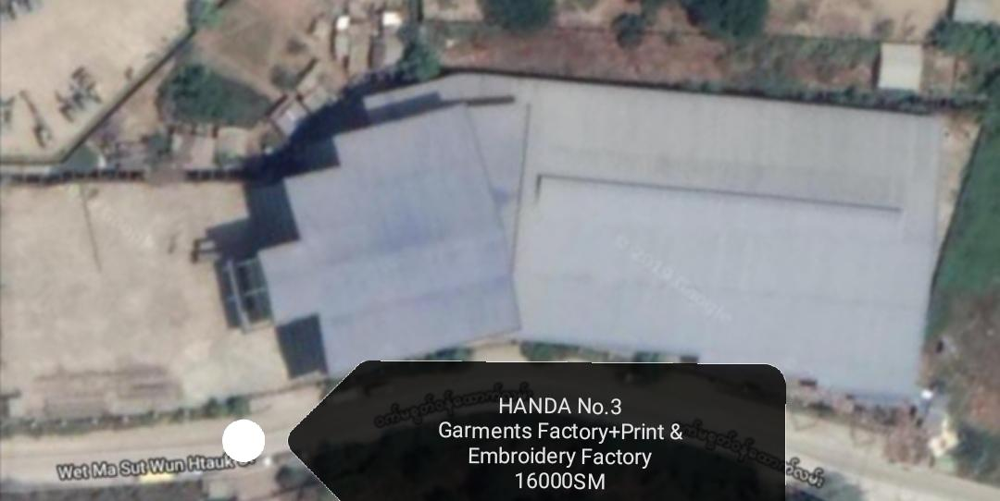 © 2019 Google
HANDA No.3
Garments Factory+Print &
Embroidery Factory
16000SM
Wet Ma Sut Wun Htauk